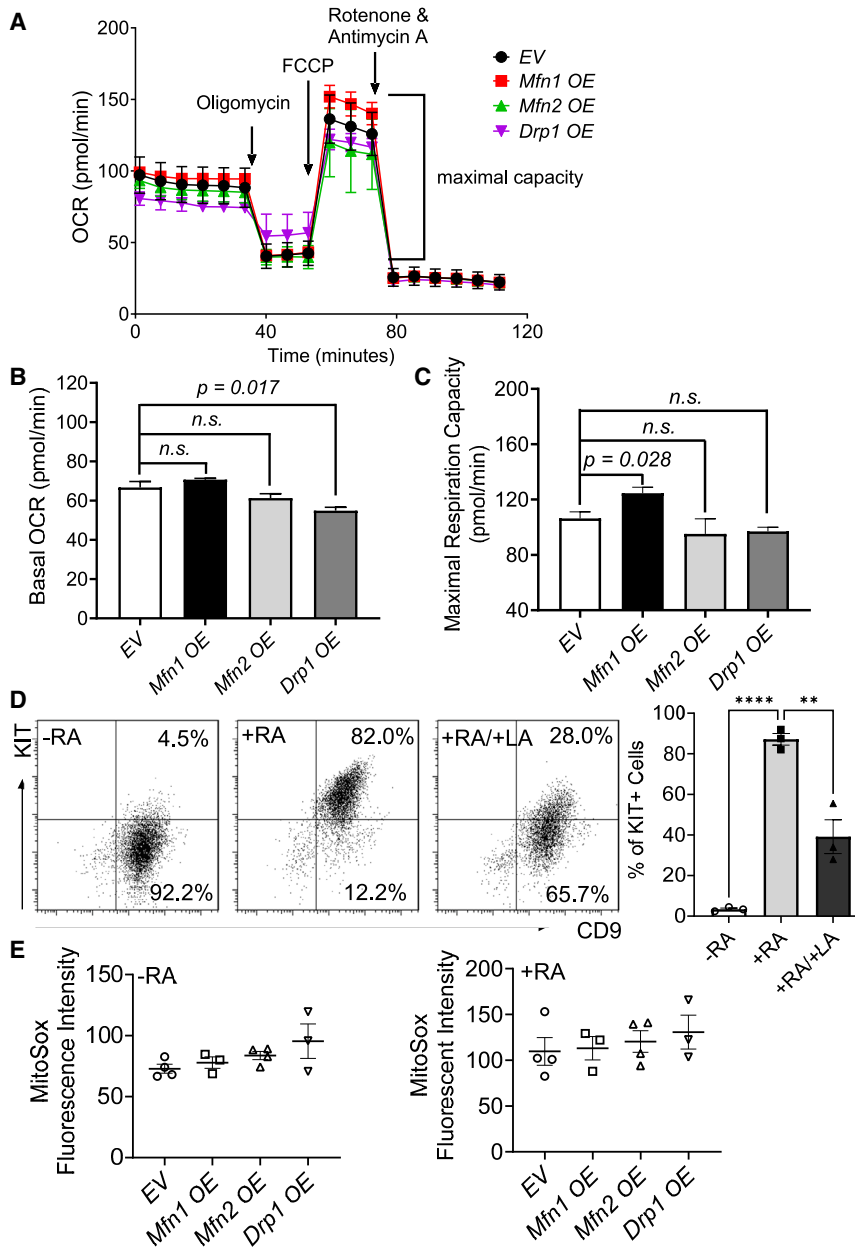 A
Rotenone &
Antimycin A
FCCP
Oligomycin
EV
Mfn1 OE
Mfn2 OE
Drp1 OE
maximal capacity
OCR (pmol/min)
200
150
100
50
0
0 40 80 120
Time (minutes)
B
Basal OCR (pmol/min)
120
100
80
60
40
20
0
p = 0.017
n.s.
n.s.
EV Mfn1 OE Mfn2 OE Drp1 OE
C
Maximal Respiration Capacity
(pmol/min)
200
160
120
80
40
n.s.
n.s.
p = 0.028
EV Mfn1 OE Mfn2 OE Drp1 OE
D
KIT
-RA 4.5%
92.2%
+RA 82.0%
12.2%
+RA/+LA 28.0%
65.7%
CD9
% of KIT+ Cells
100
80
60
40
20
0
**** **
-RA +RA +RA/+LA
E
MitoSox
Fluorescence Intensity
150
100
50
0
-RA
EV Mfn1 OE Mfn2 OE Drp1 OE
MitoSox
Fluorescent Intensity
200
150
100
50
0
+RA
EV Mfn1 OE Mfn2 OE Drp1 OE